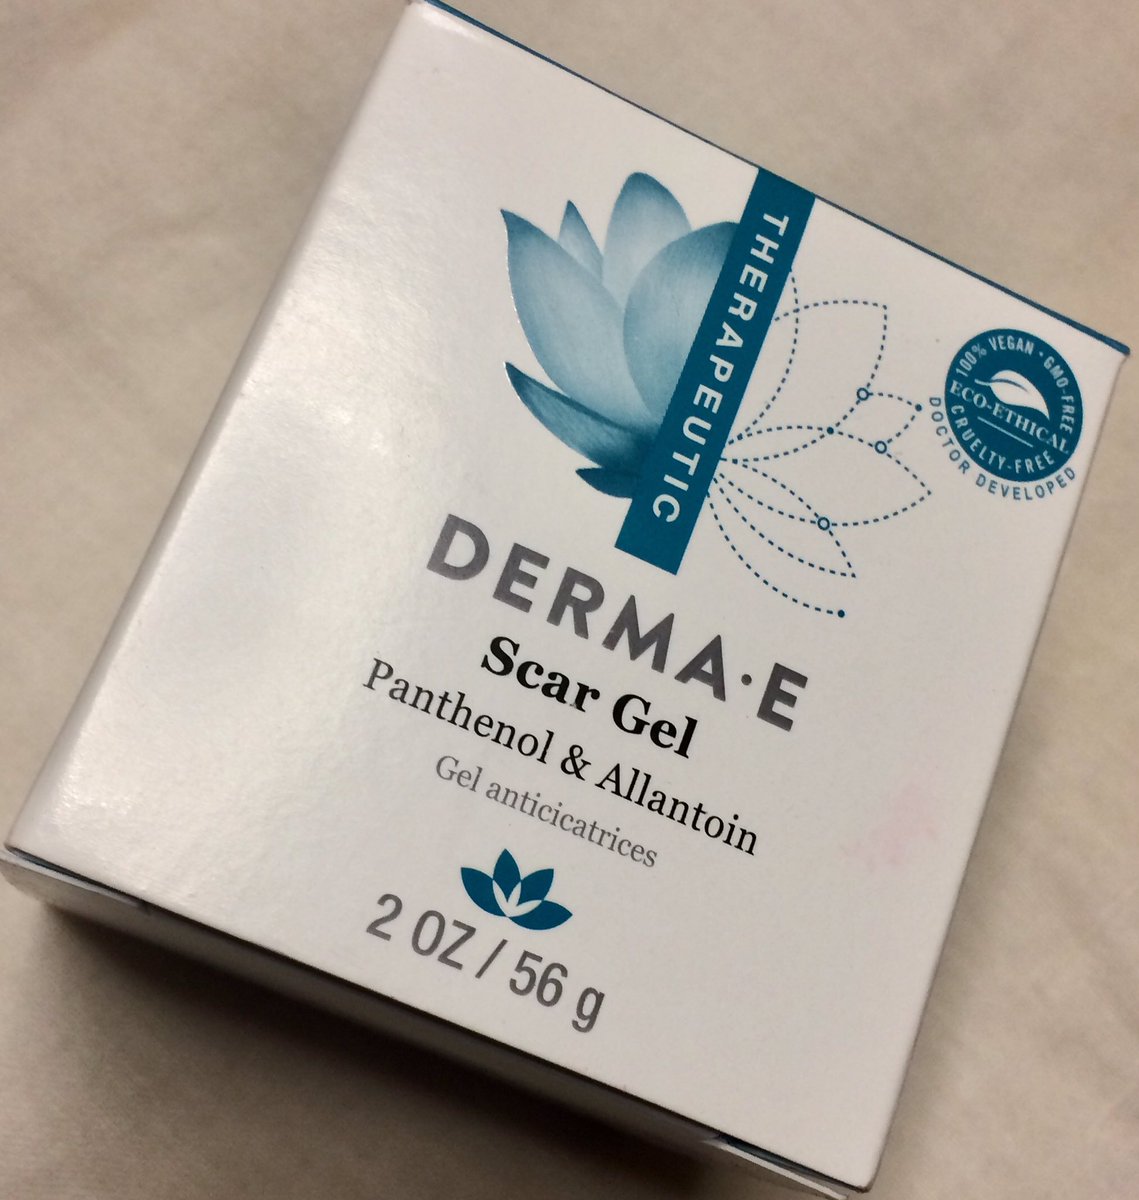 THERAPEUTIC
100% VEGAN • GMO-FREE
ECO-ETHICAL
CRUELTY-FREE
DOCTOR DEVELOPED
DERMA•E
Scar Gel
Panthenol & Allantoin
Gel anticicatrices
2 OZ / 56 g